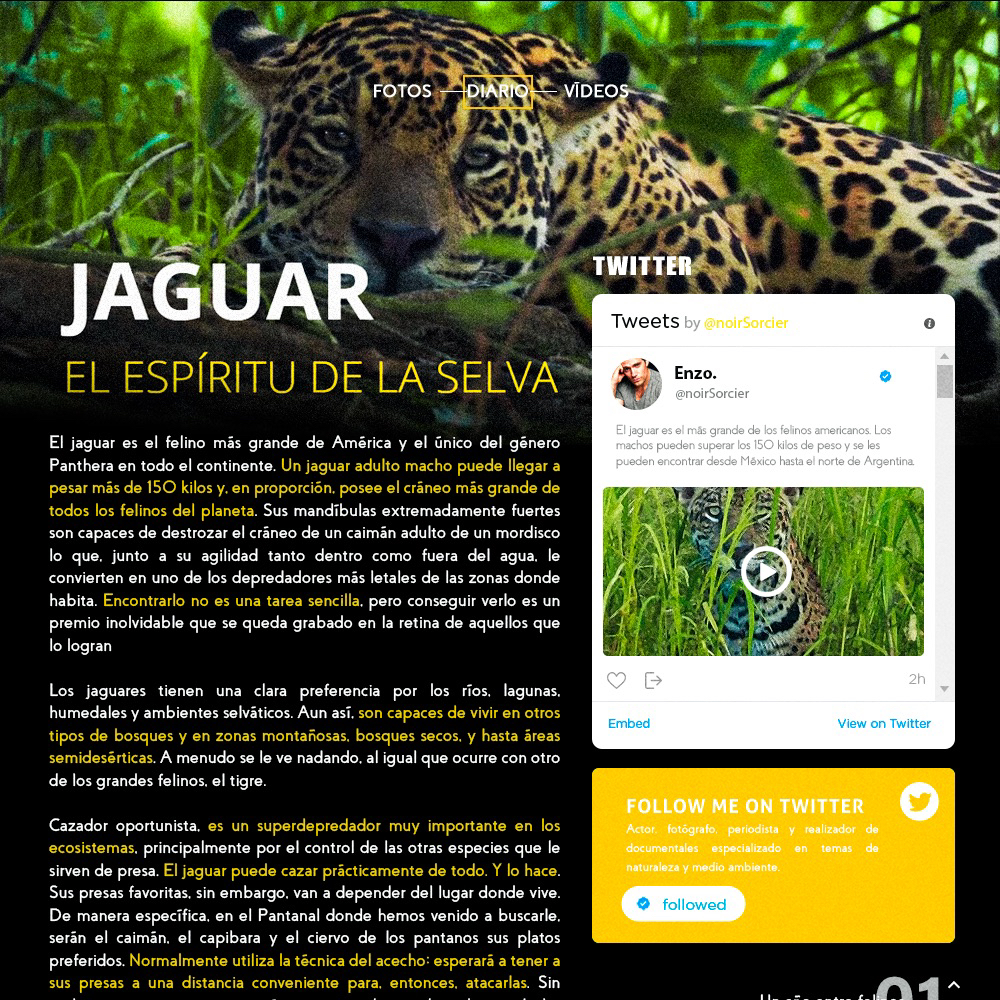 FOTOS DIARIO VÍDEOS
JAGUAR
EL ESPÍRITU DE LA SELVA
El jaguar es el felino más grande de América y el único del género
Panthera en todo el continente. Un jaguar adulto macho puede llegar a
pesar más de 150 kilos y, en proporción, posee el cráneo más grande de
todos los felinos del planeta. Sus mandíbulas extremadamente fuertes
son capaces de destrozar el cráneo de un caimán adulto de un mordisco
lo que, junto a su agilidad tanto dentro como fuera del agua, le
convierten en uno de los depredadores más letales de las zonas donde
habita. Encontrarlo no es una tarea sencilla, pero conseguir verlo es un
premio inolvidable que se queda grabado en la retina de aquellos que
lo logran
Los jaguares tienen una clara preferencia por los ríos, lagunas,
humedales y ambientes selváticos. Aun así, son capaces de vivir en otros
tipos de bosques y en zonas montañosas, bosques secos, y hasta áreas
semidesérticas. A menudo se le ve nadando, al igual que ocurre con otro
de los grandes felinos, el tigre.
Cazador oportunista, es un superdepredador muy importante en los
ecosistemas, principalmente por el control de las otras especies que le
sirven de presa. El jaguar puede cazar prácticamente de todo. Y lo hace.
Sus presas favoritas, sin embargo, van a depender del lugar donde vive.
De manera específica, en el Pantanal donde hemos venido a buscarle,
serán el caimán, el capibara y el ciervo de los pantanos sus platos
preferidos. Normalmente utiliza la técnica del acecho: esperará a tener a
sus presas a una distancia conveniente para, entonces, atacarlas. Sin
TWITTER
Tweets by @noirSorcier
Enzo.
@noirSorcier
El jaguar es el más grande de los felinos americanos. Los
machos pueden superar los 150 kilos de peso y se les
pueden encontrar desde México hasta el norte de Argentina.
2h
Embed View on Twitter
FOLLOW ME ON TWITTER
Actor, fotógrafo, periodista y realizador de
documentales especializado en temas de
naturaleza y medio ambiente.
followed
01
Un año entre felinos